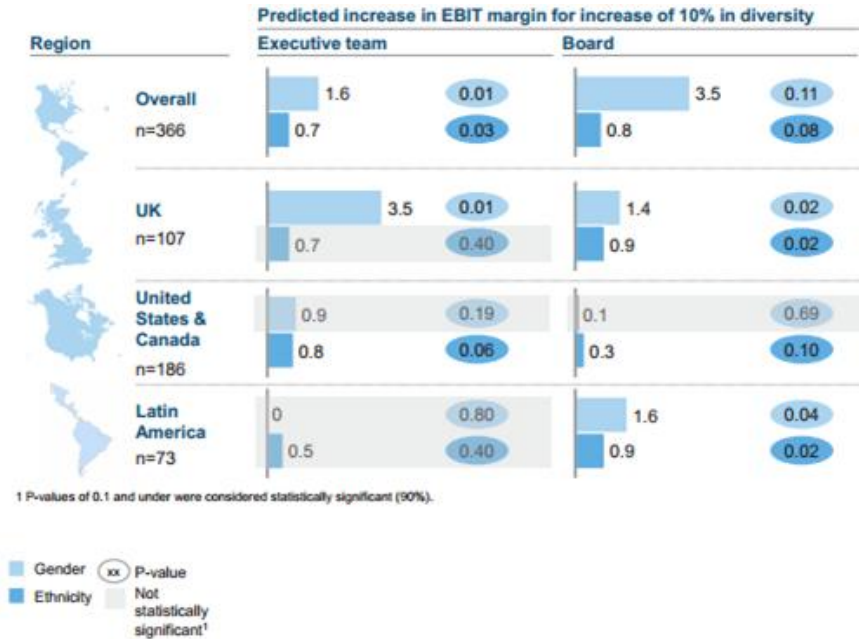 Predicted increase in EBIT margin for increase of 10% in diversity
Region
Executive team
Board
Overall
n=366
1.6
0.01
3.5
0.11
0.7
0.03
0.8
0.08
UK
n=107
3.5
0.01
1.4
0.02
0.7
0.40
0.9
0.02
United
States &
Canada
n=186
0.9
0.19
0.1
0.69
0.8
0.06
0.3
0.10
Latin
America
n=73
0
0.80
1.6
0.04
0.5
0.40
0.9
0.02
1 P-values of 0.1 and under were considered statistically significant (90%).
Gender
xx P-value
Ethnicity
Not
statistically
significant¹